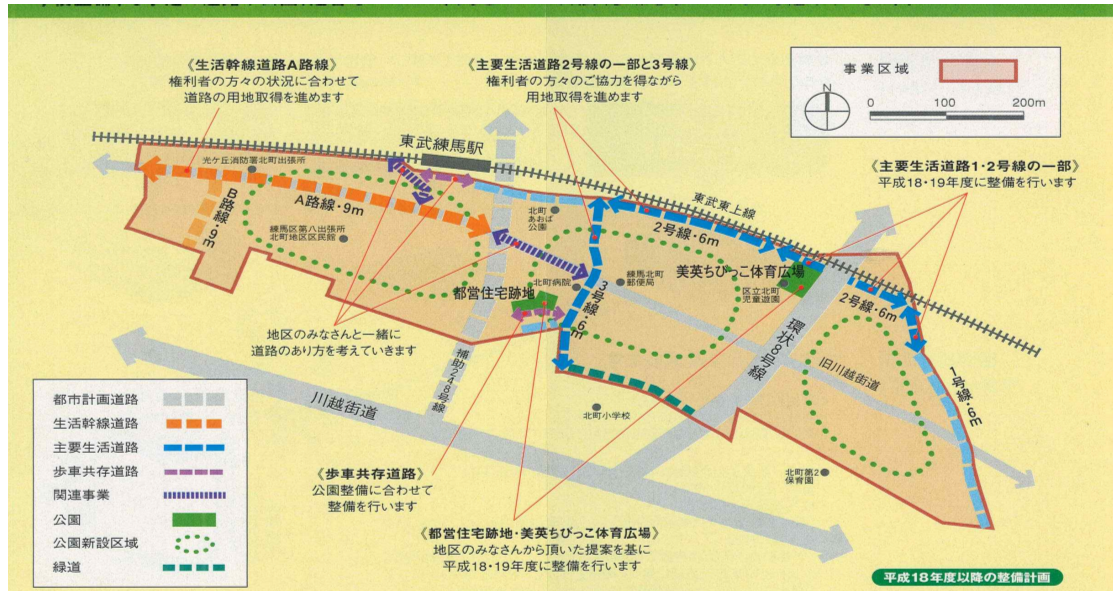 《生活幹線道路A路線》
権利者の方々の状況に合わせて
道路の用地取得を進めます
《主要生活道路2号線の一部と3号線》
権利者の方々のご協力を得ながら
用地取得を進めます
事業区域
N
0 100 200m
《主要生活道路1・2号線の一部》
平成18・19年度に整備を行います
東武練馬駅
東武東上線
光ケ丘消防署北町出張所
A路線・9m
B路線・9m
練馬区第八出張所
北町地区区民館
北町
あおば
公園
2号線・6m
美英ちびっこ体育広場
練馬北町
郵便局
区立北町
児童遊園
北町病院
都営住宅跡地
3号線・6m
2号線・6m
環状8号線
旧川越街道
1号線・6m
地区のみなさんと一緒に
道路のあり方を考えていきます
補助248号線
川越街道
北町小学校
北町第2
保育園
都市計画道路
生活幹線道路
主要生活道路
歩車共存道路
関連事業
公園
公園新設区域
緑道
《歩車共存道路》
公園整備に合わせて
整備を行います
《都営住宅跡地・美英ちびっこ体育広場》
地区のみなさんから頂いた提案を基に
平成18・19年度に整備を行います
平成18年度以降の整備計画